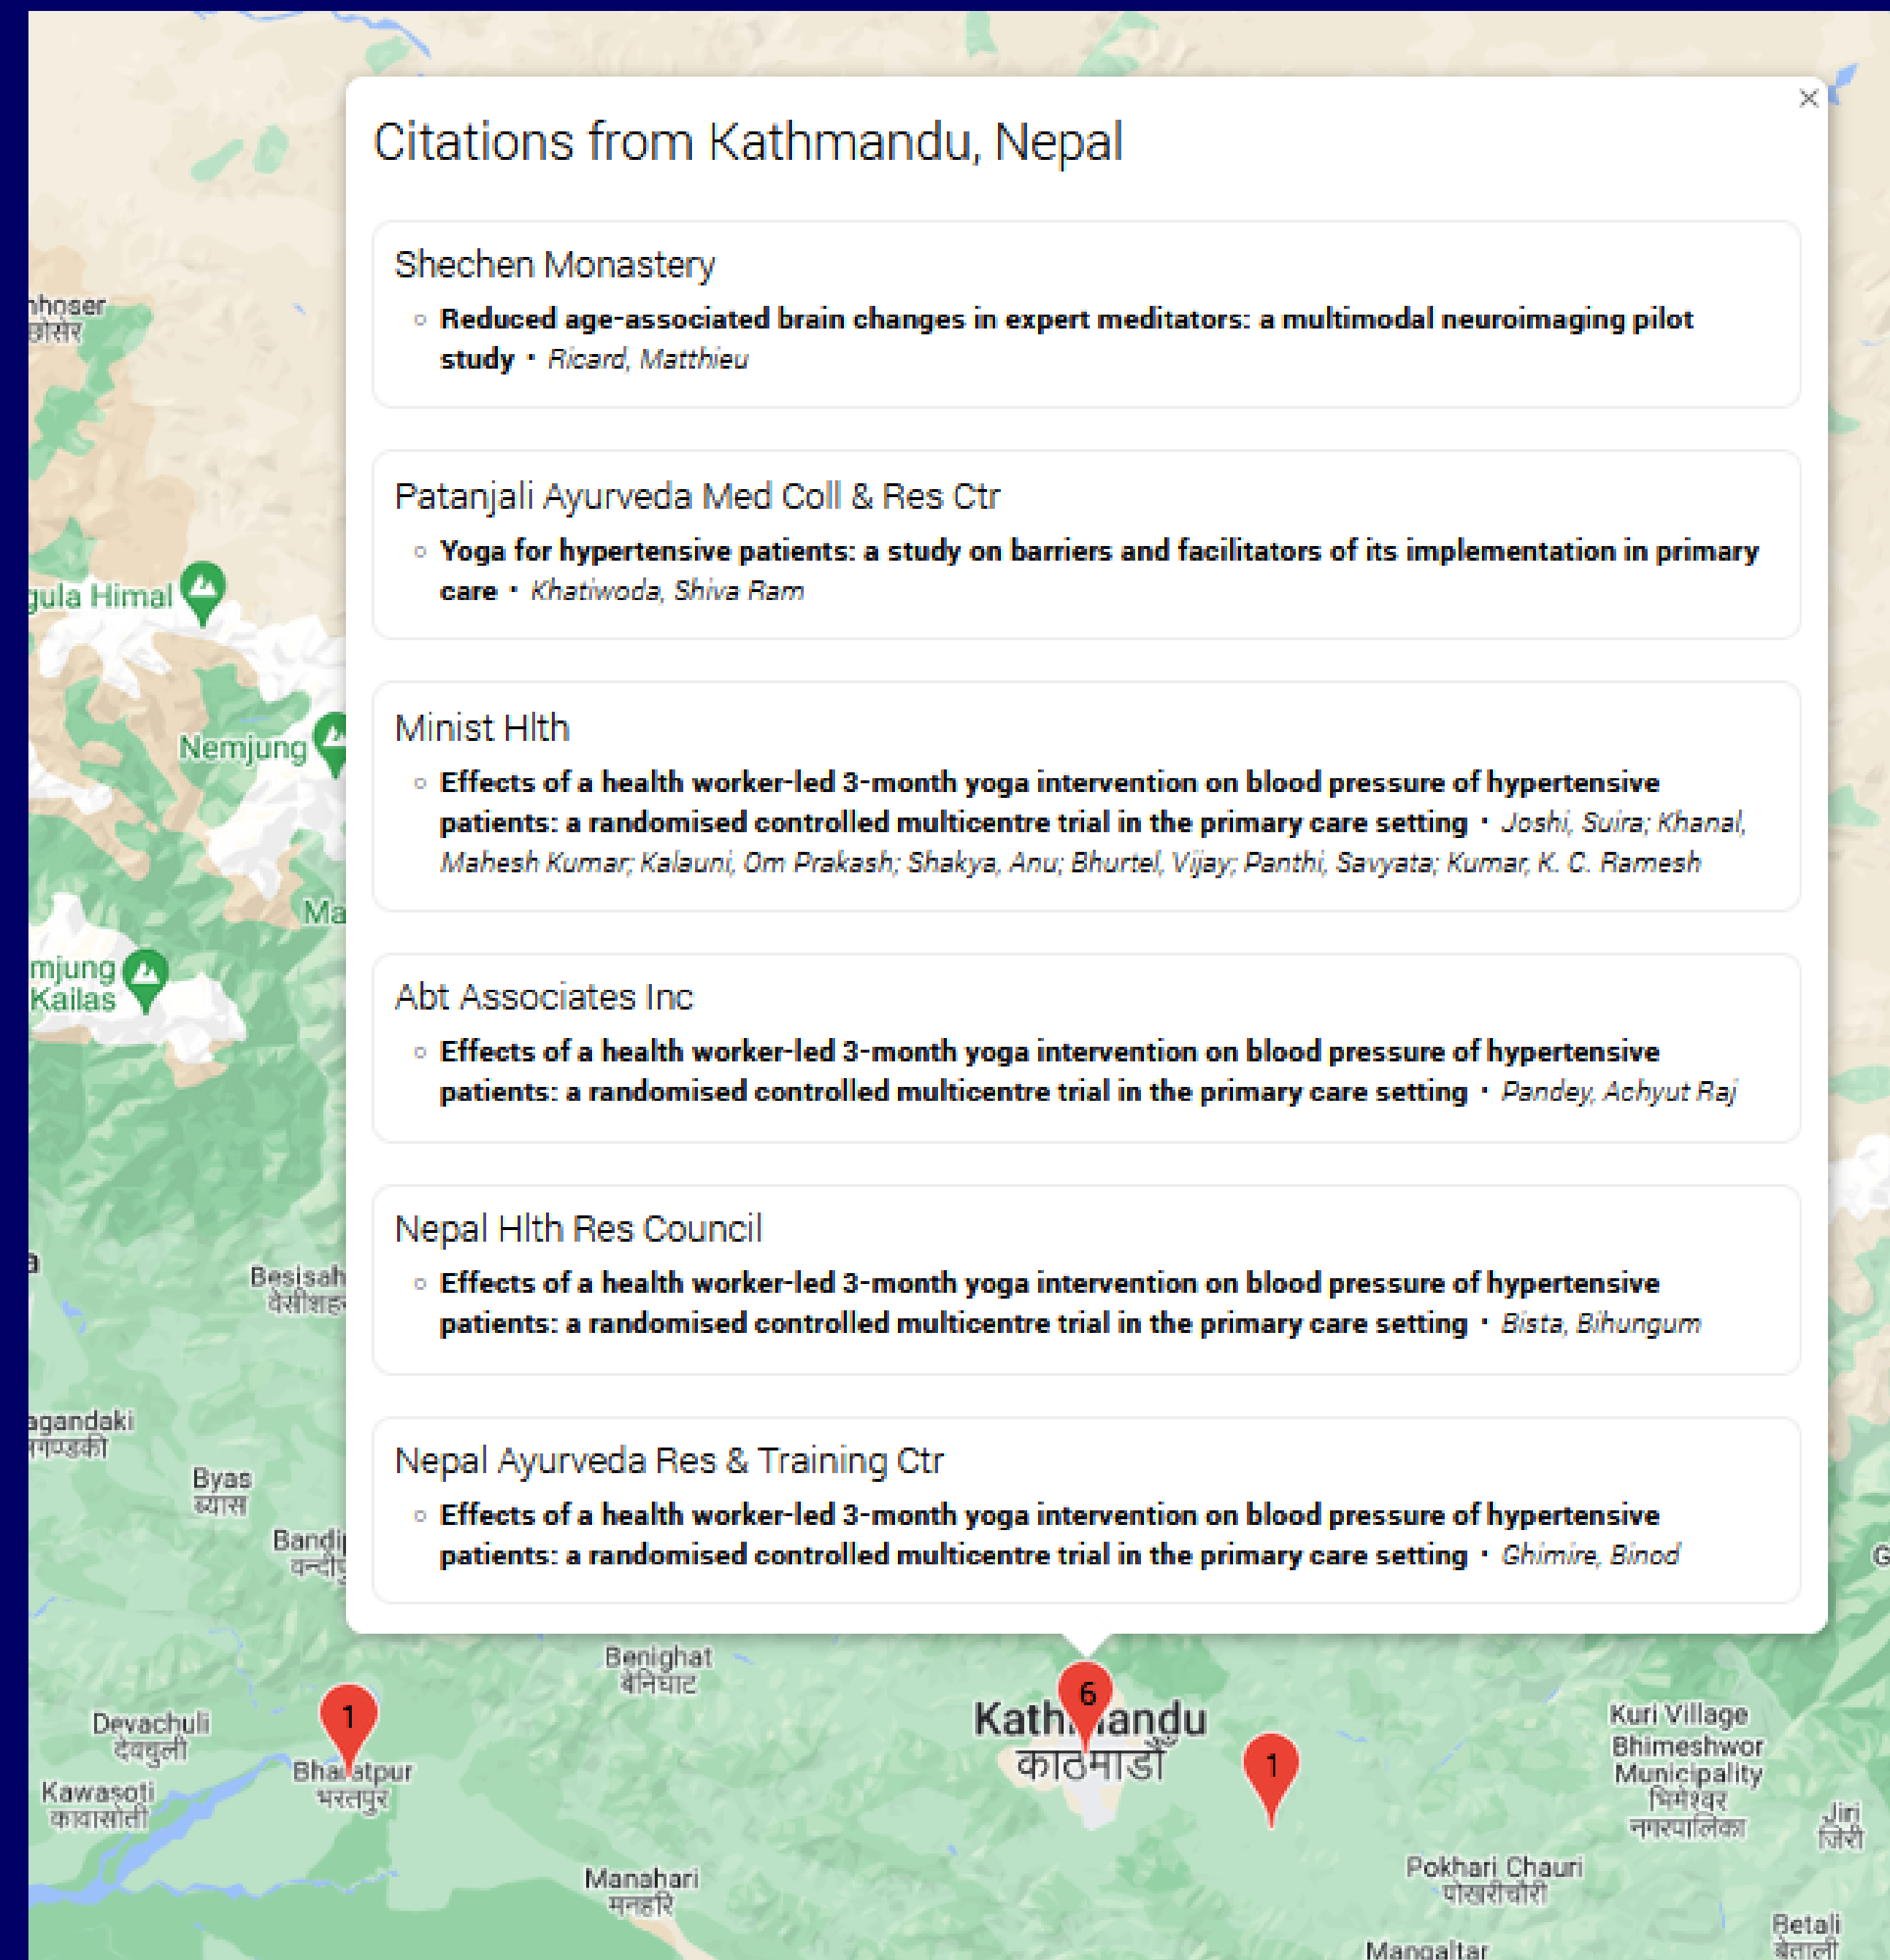 Citations from Kathmandu, Nepal
Shechen Monastery
Reduced age-associated brain changes in expert meditators: a multimodal neuroimaging pilot
study • Ricard, Matthieu
Patanjali Ayurveda Med Coll & Res Ctr
Yoga for hypertensive patients: a study on barriers and facilitators of its implementation in primary
care • Khatiwoda, Shiva Ram
Minist Hlth
Effects of a health worker-led 3-month yoga intervention on blood pressure of hypertensive
patients: a randomised controlled multicentre trial in the primary care setting • Joshi, Suira; Khanal,
Mahesh Kumar; Kalauni, Om Prakash; Shakya, Anu; Bhurtel, Vijay; Panthi, Savyata; Kumar, K. C. Ramesh
Abt Associates Inc
Effects of a health worker-led 3-month yoga intervention on blood pressure of hypertensive
patients: a randomised controlled multicentre trial in the primary care setting • Pandey, Achyut Raj
Nepal Hlth Res Council
Effects of a health worker-led 3-month yoga intervention on blood pressure of hypertensive
patients: a randomised controlled multicentre trial in the primary care setting • Bista, Bihungum
Nepal Ayurveda Res & Training Ctr
Effects of a health worker-led 3-month yoga intervention on blood pressure of hypertensive
patients: a randomised controlled multicentre trial in the primary care setting • Ghimire, Binod
hhoser
छोसेर
gula Himal
Nemjung
Ma
mjung
Kailas
Besisah
agandaki
Byas
ब्यास
Bandip
Benighat
बेनिघाट
Devachuli
देवचुली
1
Bharatpur
भरतपुर
Kawasoti
कावासोती
6
Kathmandu
काठमाडौँ
1
Kuri Village
Bhimeshwor
Municipality
भिमेश्वर
नगरपालिका
Jiri
जिरी
Manahari
मनहरि
Pokhari Chauri
पोखरीचौरी
Betali
बेताली
Mangaltar